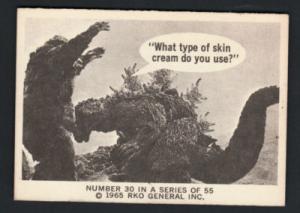 "What type of skin
cream do you use?"
NUMBER 30 IN A SERIES OF 55
© 1965 RKO GENERAL INC.